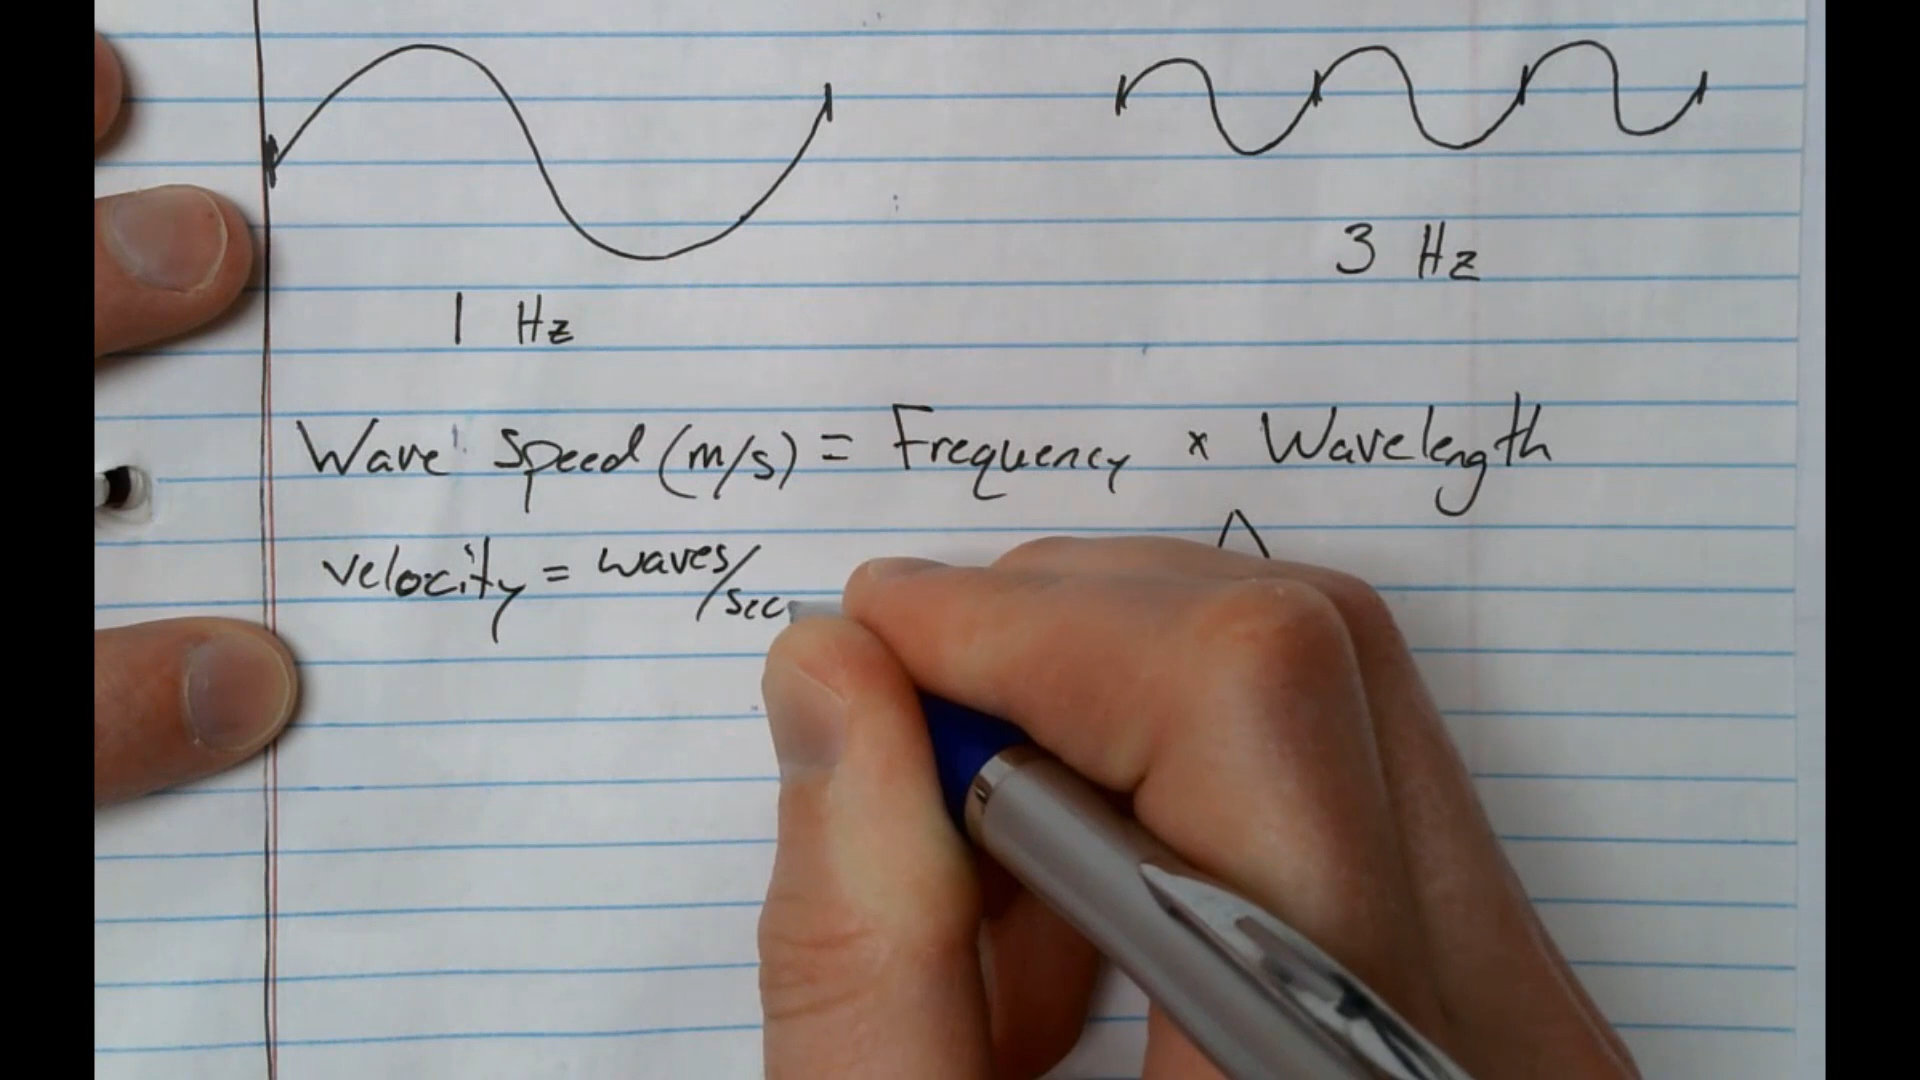 1 Hz
3 Hz
Wave Speed (m/s) = Frequency x Wavelength
velocity = waves/sec